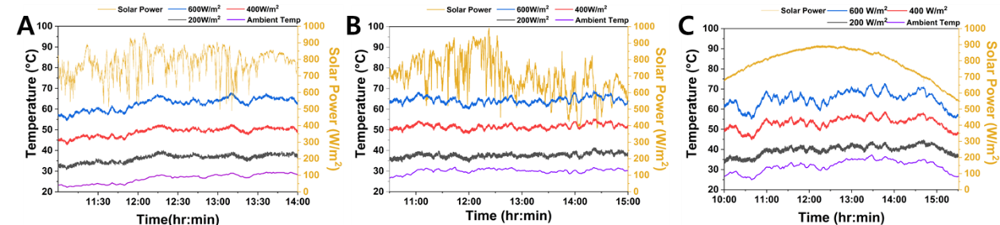 A
Solar Power 600W/m² 400W/m²
200W/m² Ambient Temp
Temperature (°C)
100
90
80
70
60
50
40
30
20
11:30 12:00 12:30 13:00 13:30 14:00
Time(hr:min)
1000
900
800
700
600
500
400
300
200
100
0
Solar Power (W/m²)
B
Solar Power 600W/m² 400W/m²
200W/m² Ambient Temp
Temperature (°C)
100
90
80
70
60
50
40
30
20
11:00 12:00 13:00 14:00 15:00
Time (hr:min)
1000
900
800
700
600
500
400
300
200
100
0
Solar Power (W/m²)
C
Solar Power 600 W/m² 400 W/m²
200 W/m² Ambient Temp
Temperature (°C)
100
90
80
70
60
50
40
30
20
10:00 11:00 12:00 13:00 14:00 15:00
Time (hr:min)
1000
900
800
700
600
500
400
300
200
100
0
Solar Power (W/m²)